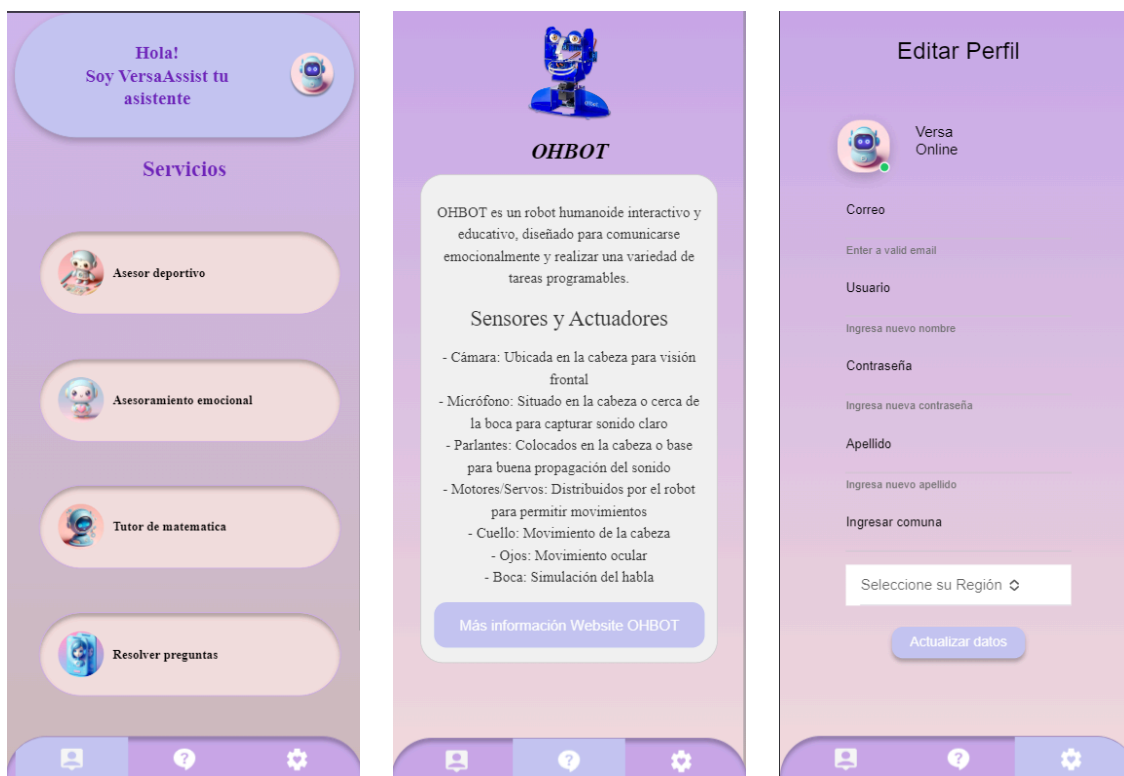 Hola!
Soy VersaAssist tu
asistente
Servicios
Asesor deportivo
Asesoramiento emocional
Tutor de matematica
Resolver preguntas
OHBOT
OHBOT es un robot humanoide interactivo y
educativo, diseñado para comunicarse
emocionalmente y realizar una variedad de
tareas programables.
Sensores y Actuadores
- Cámara: Ubicada en la cabeza para visión
frontal
- Micrófono: Situado en la cabeza o cerca de
la boca para capturar sonido claro
- Parlantes: Colocados en la cabeza o base
para buena propagación del sonido
- Motores/Servos: Distribuidos por el robot
para permitir movimientos
- Cuello: Movimiento de la cabeza
- Ojos: Movimiento ocular
- Boca: Simulación del habla
Más información Website OHBOT
Editar Perfil
Versa
Online
Correo
Enter a valid email
Usuario
Ingresa nuevo nombre
Contraseña
Ingresa nueva contraseña
Apellido
Ingresa nuevo apellido
Ingresar comuna
Seleccione su Región
Actualizar datos